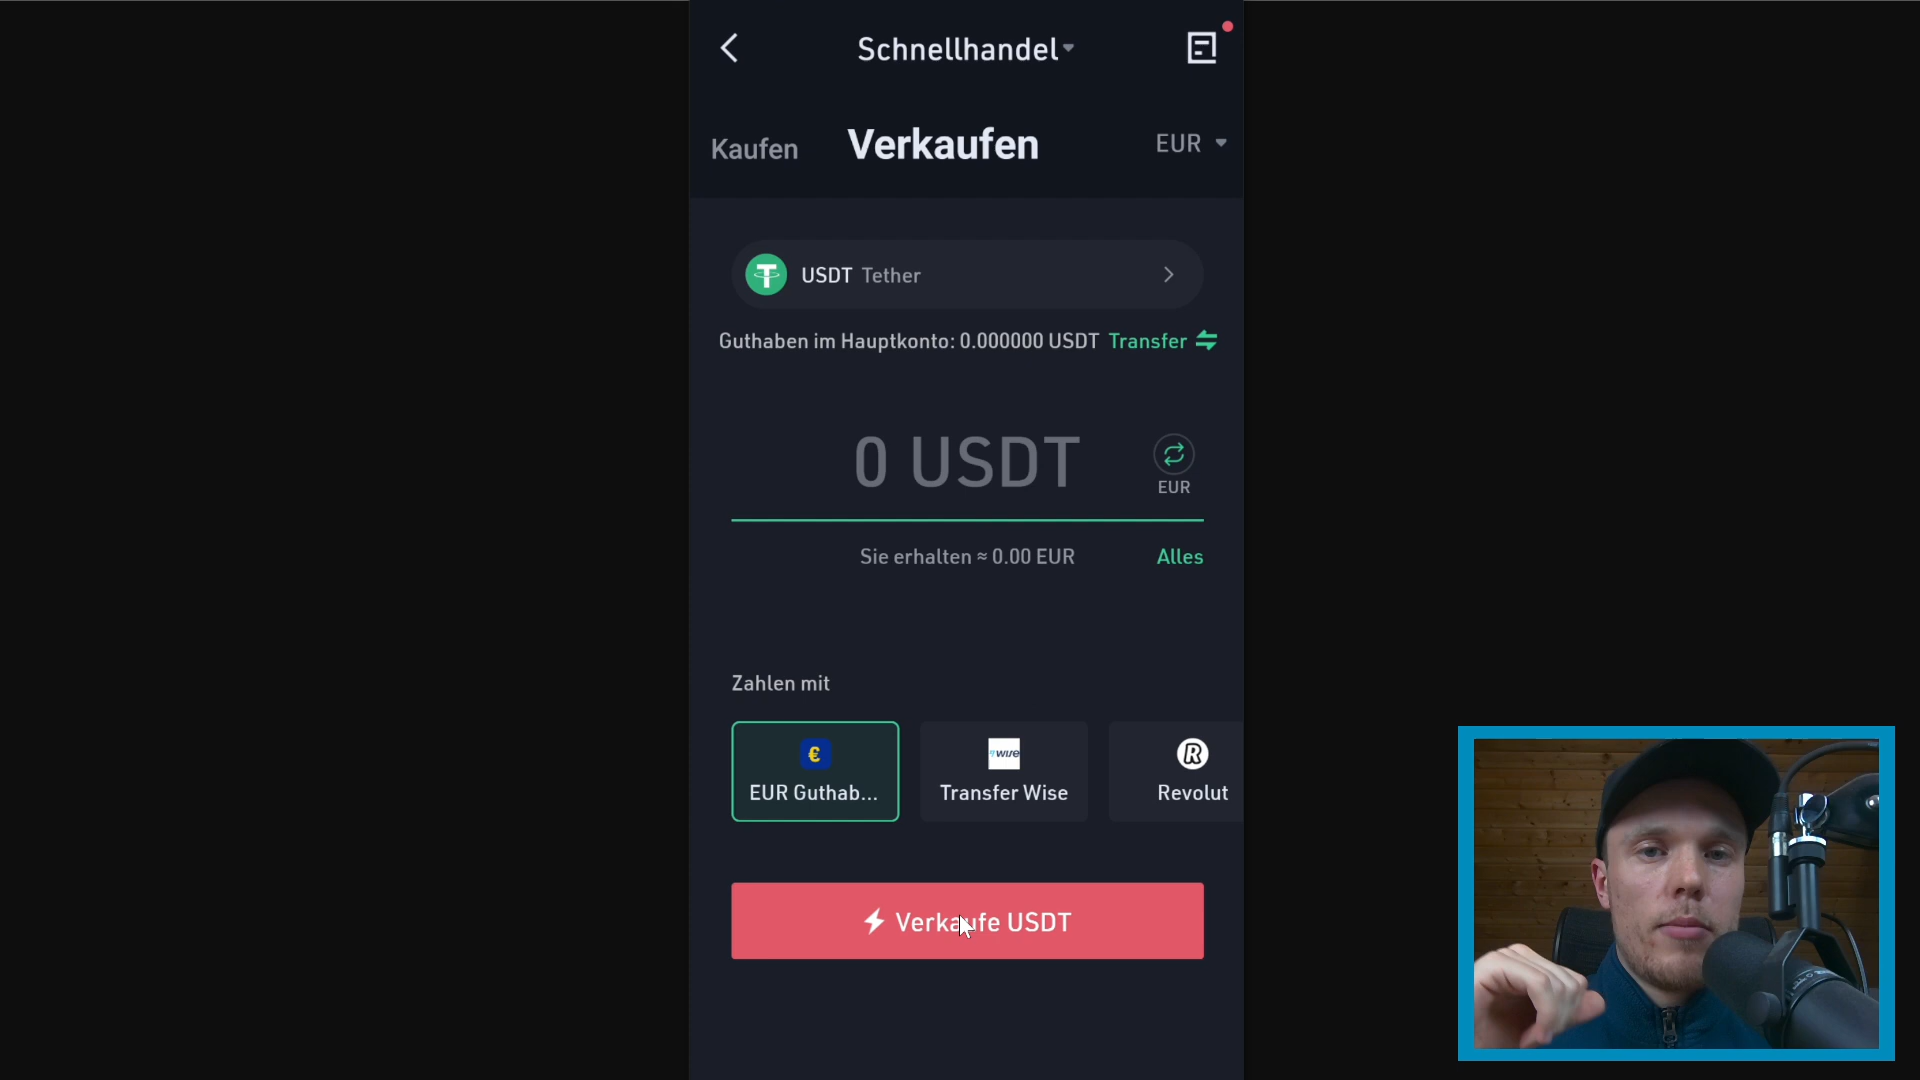 Schnellhandel
Kaufen Verkaufen EUR
USDT Tether
Guthaben im Hauptkonto: 0.000000 USDT Transfer
0 USDT
EUR
Sie erhalten ≈ 0.00 EUR Alles
Zahlen mit
€ wise R
EUR Guthab... Transfer Wise Revolut
Verkaufe USDT